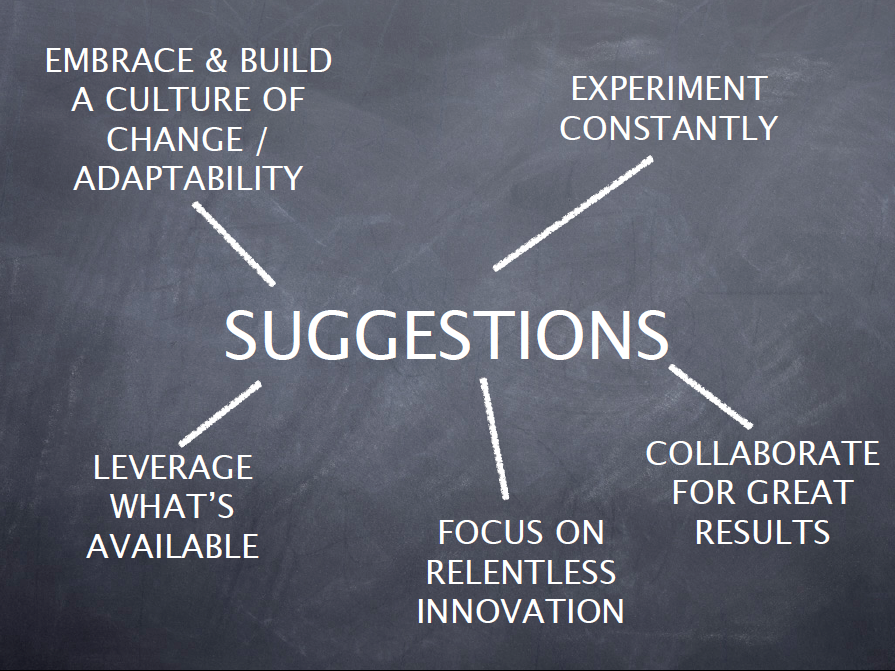 EMBRACE & BUILD
A CULTURE OF
CHANGE /
ADAPTABILITY
EXPERIMENT
CONSTANTLY
SUGGESTIONS
LEVERAGE
WHAT’S
AVAILABLE
FOCUS ON
RELENTLESS
INNOVATION
COLLABORATE
FOR GREAT
RESULTS